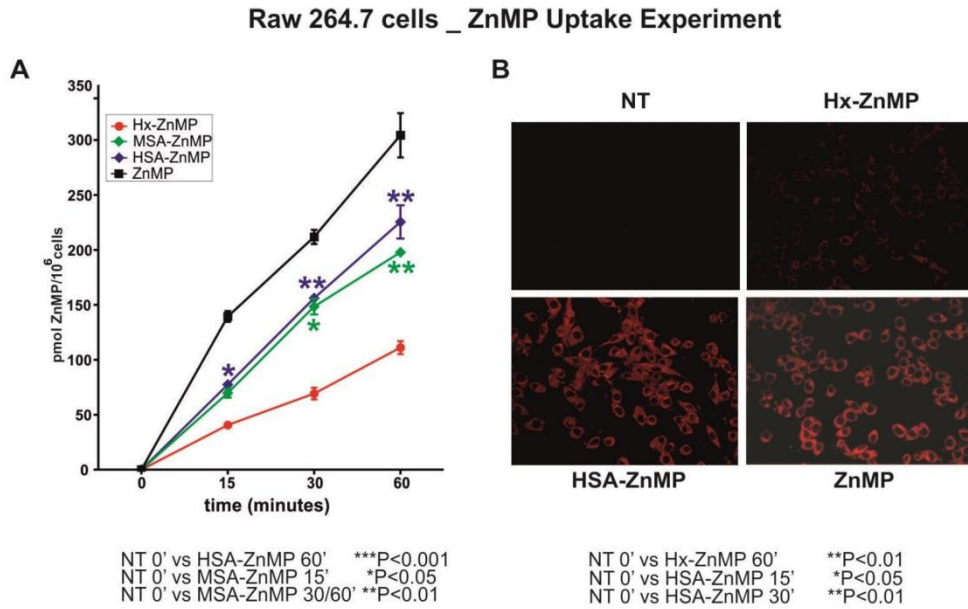 Raw 264.7 cells _ ZnMP Uptake Experiment
A
350
300
250
200
150
100
50
0
pmol ZnMP/10⁶ cells
Hx-ZnMP
MSA-ZnMP
HSA-ZnMP
ZnMP
*
**
*
**
**
0 15 30 60
time (minutes)
NT 0’ vs HSA-ZnMP 60’ ***P<0.001
NT 0’ vs MSA-ZnMP 15’ *P<0.05
NT 0’ vs MSA-ZnMP 30/60’ **P<0.01
B
NT Hx-ZnMP
HSA-ZnMP ZnMP
NT 0’ vs Hx-ZnMP 60’ **P<0.01
NT 0’ vs HSA-ZnMP 15’ *P<0.05
NT 0’ vs HSA-ZnMP 30’ **P<0.01